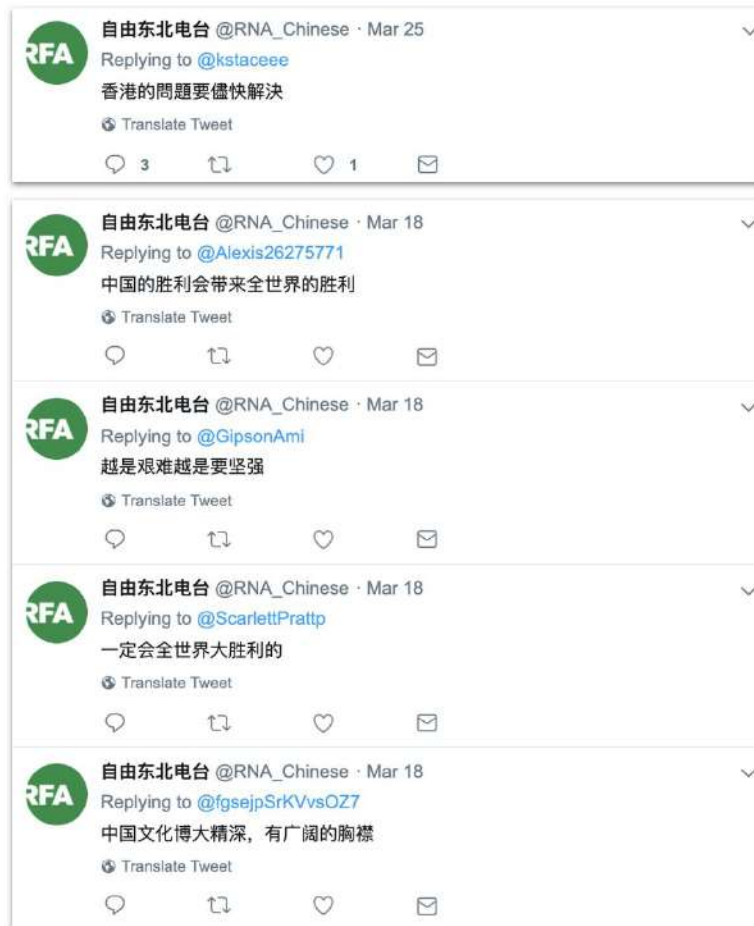 RFA
自由东北电台 @RNA_Chinese · Mar 25
Replying to @kstaceee
香港的問題要儘快解決
Translate Tweet
3 1
RFA
自由东北电台 @RNA_Chinese · Mar 18
Replying to @Alexis26275771
中国的胜利会带来全世界的胜利
Translate Tweet
RFA
自由东北电台 @RNA_Chinese · Mar 18
Replying to @GipsonAmi
越是艰难越是要坚强
Translate Tweet
RFA
自由东北电台 @RNA_Chinese · Mar 18
Replying to @ScarlettPrattp
一定会全世界大胜利的
Translate Tweet
RFA
自由东北电台 @RNA_Chinese · Mar 18
Replying to @fgsejpSrKVvsOZ7
中国文化博大精深，有广阔的胸襟
Translate Tweet